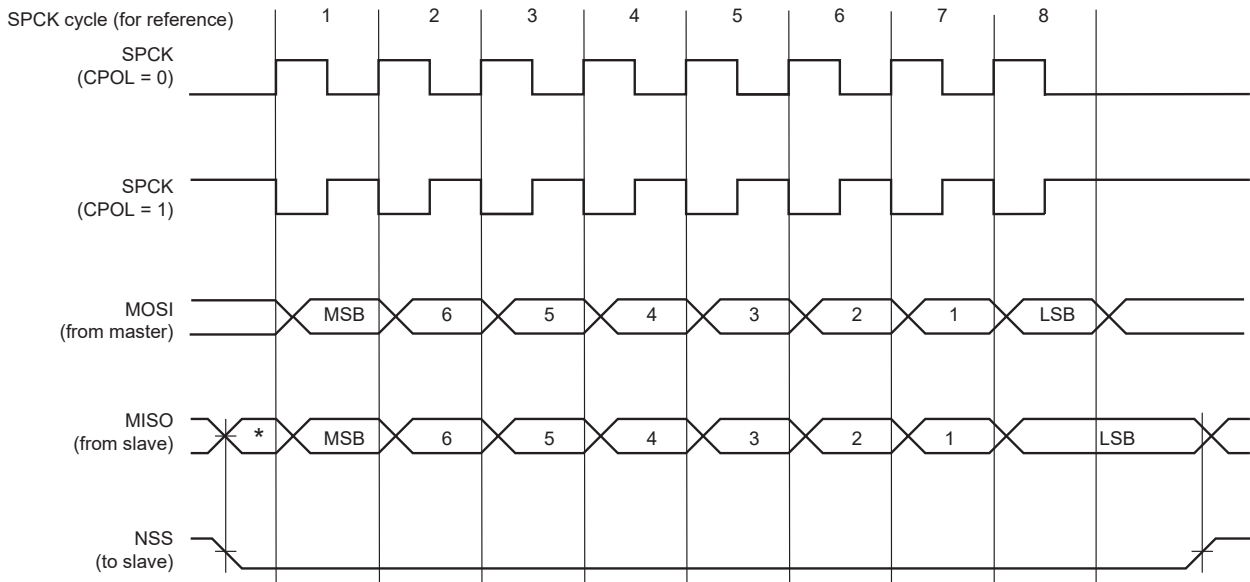 SPCK cycle (for reference) 1 2 3 4 5 6 7 8
SPCK
(CPOL = 0)
SPCK
(CPOL = 1)
MOSI
(from master)
MSB 6 5 4 3 2 1 LSB
MISO
(from slave)
* MSB 6 5 4 3 2 1 LSB
NSS
(to slave)